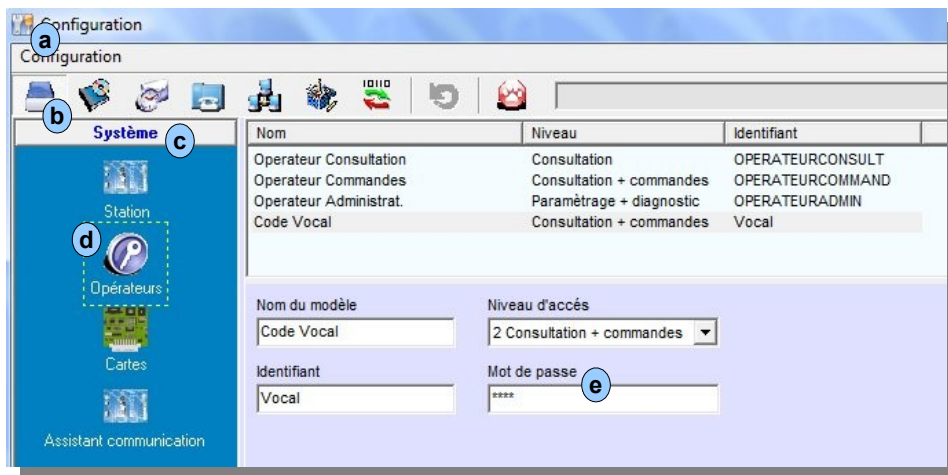 Configuration
a
Configuration
b
Système
c
Station
d
Opérateurs
Cartes
Assistant communication
Nom Niveau Identifiant
Operateur Consultation Consultation OPERATEURCONSULT
Operateur Commandes Consultation + commandes OPERATEURCOMMAND
Operateur Administrat. Paramètrage + diagnostic OPERATEURADMIN
Code Vocal Consultation + commandes Vocal
Nom du modèle Niveau d'accés
Code Vocal 2 Consultation + commandes
Identifiant Mot de passe
e
Vocal ****